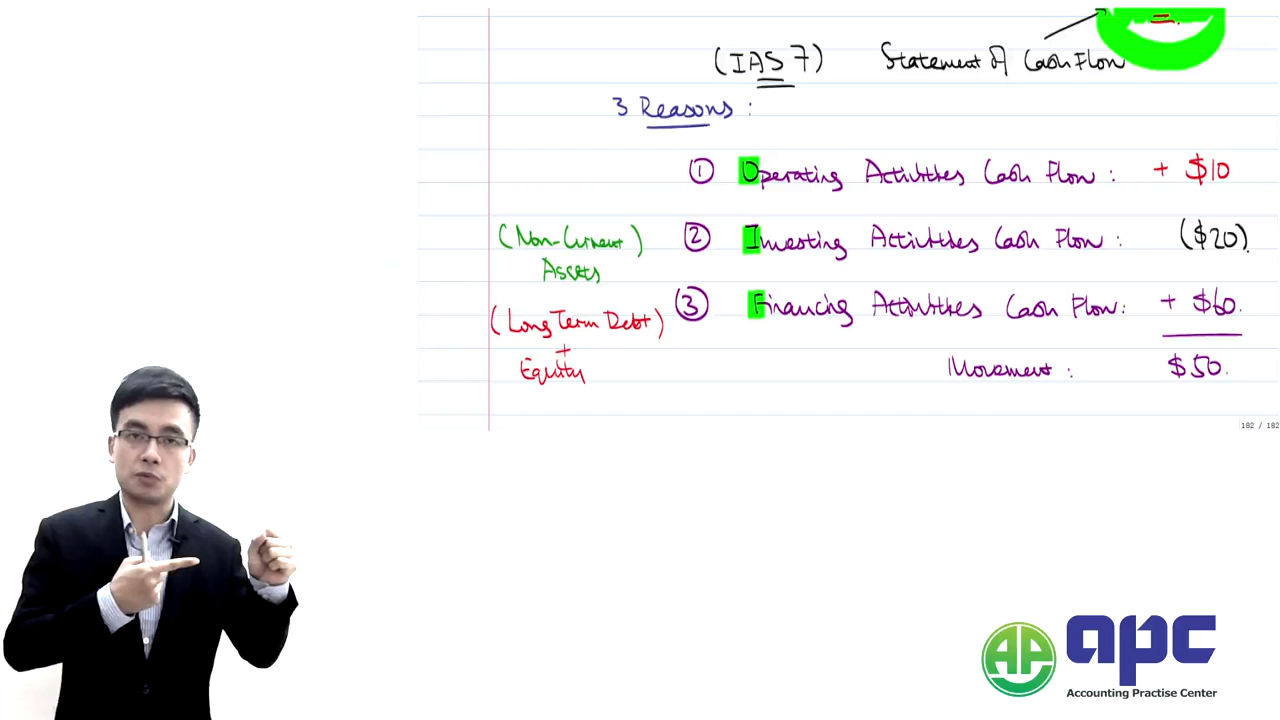 (IAS 7) Statement of Cash Flow
3 Reasons :
① Operating Activities Cash Flow : + $10
(Non-Current) ② Investing Activities Cash Flow : ($20).
Assets
(Long Term Debt) ③ Financing Activities Cash Flow: + $60.
+
Equity Movement : $50.
182 / 182
AP
apc
Accounting Practise Center